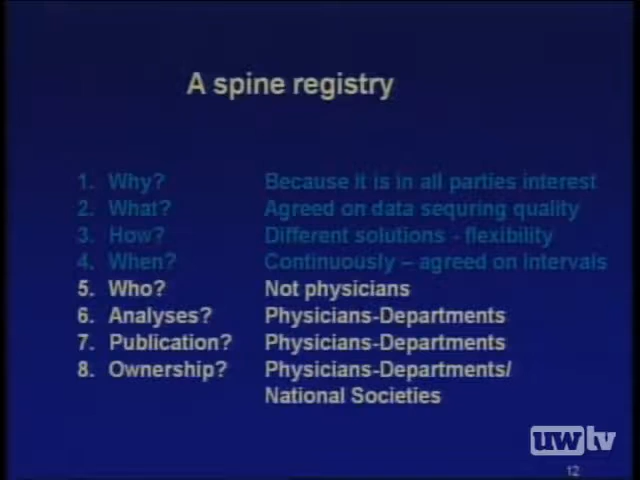 A spine registry
1. Why? Because it is in all parties interest
2. What? Agreed on data sequring quality
3. How? Different solutions - flexibility
4. When? Continuously – agreed on intervals
5. Who? Not physicians
6. Analyses? Physicians-Departments
7. Publication? Physicians-Departments
8. Ownership? Physicians-Departments/
National Societies
uwtv
12